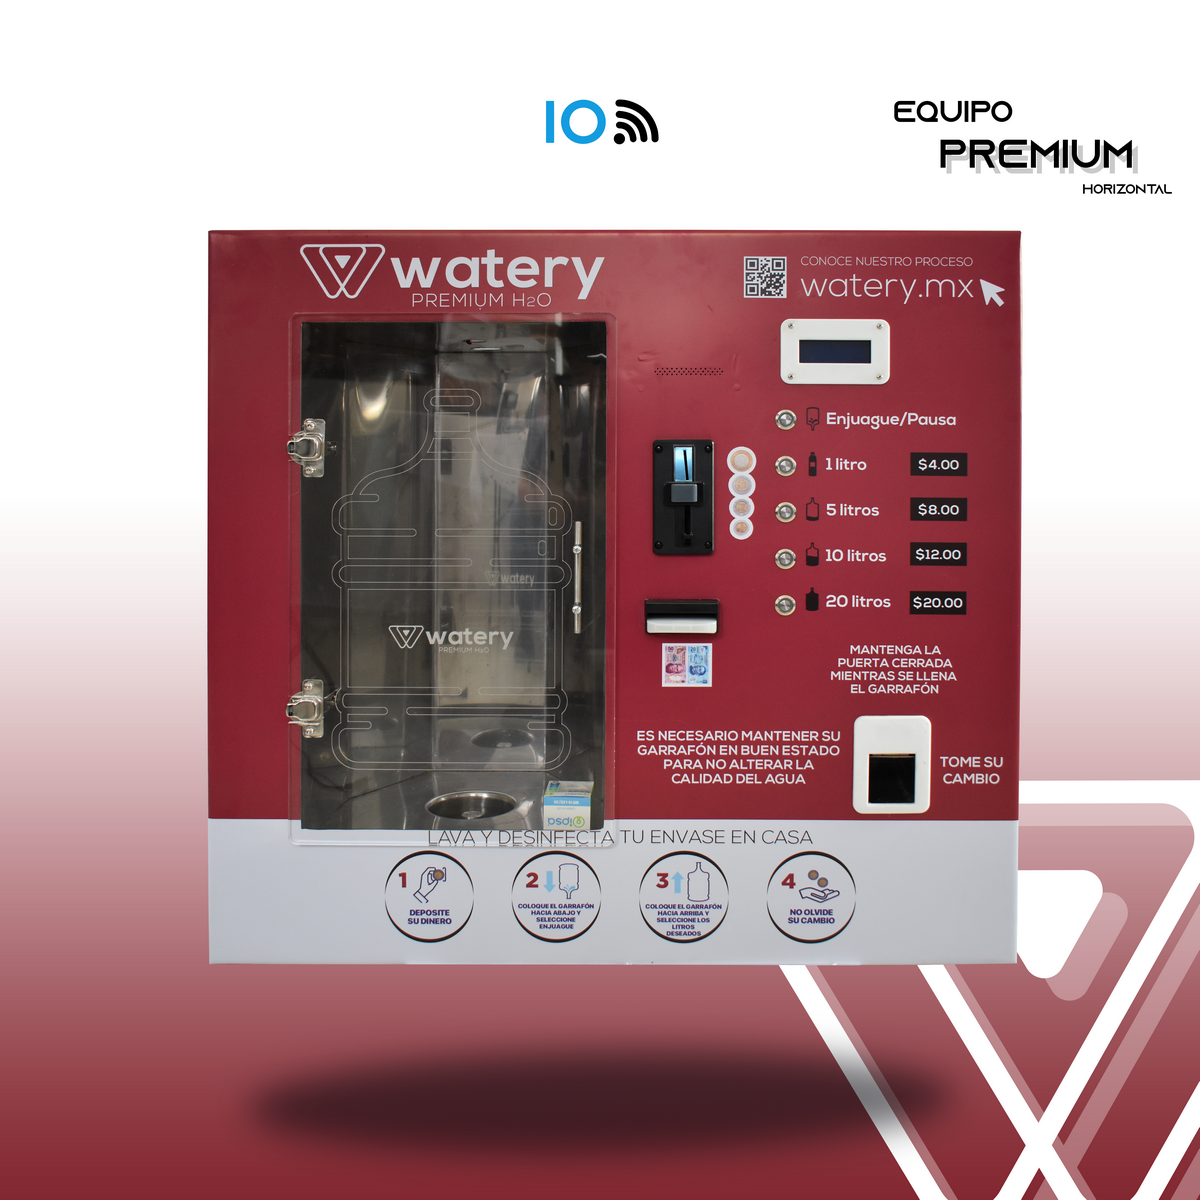 IO
EQUIPO
PREMIUM
HORIZONTAL
watery
PREMIUM H2O
CONOCE NUESTRO PROCESO
watery.mx
Enjuague/Pausa
1 litro
$4.00
5 litros
$8.00
10 litros
$12.00
20 litros
$20.00
watery
watery
PREMIUM H2O
MANTENGA LA
PUERTA CERRADA
MIENTRAS SE LLENA
EL GARRAFÓN
ES NECESARIO MANTENER SU
GARRAFÓN EN BUEN ESTADO
PARA NO ALTERAR LA
CALIDAD DEL AGUA
TOME SU
CAMBIO
ipsa
LAVA Y DESINFECTA TU ENVASE EN CASA
1
DEPOSITE
SU DINERO
2
COLOQUE EL GARRAFÓN
HACIA ABAJO Y
SELECCIONE
ENJUAGUE
3
COLOQUE EL GARRAFÓN
HACIA ARRIBA Y
SELECCIONE LOS
LITROS
DESEADOS
4
NO OLVIDE
SU CAMBIO